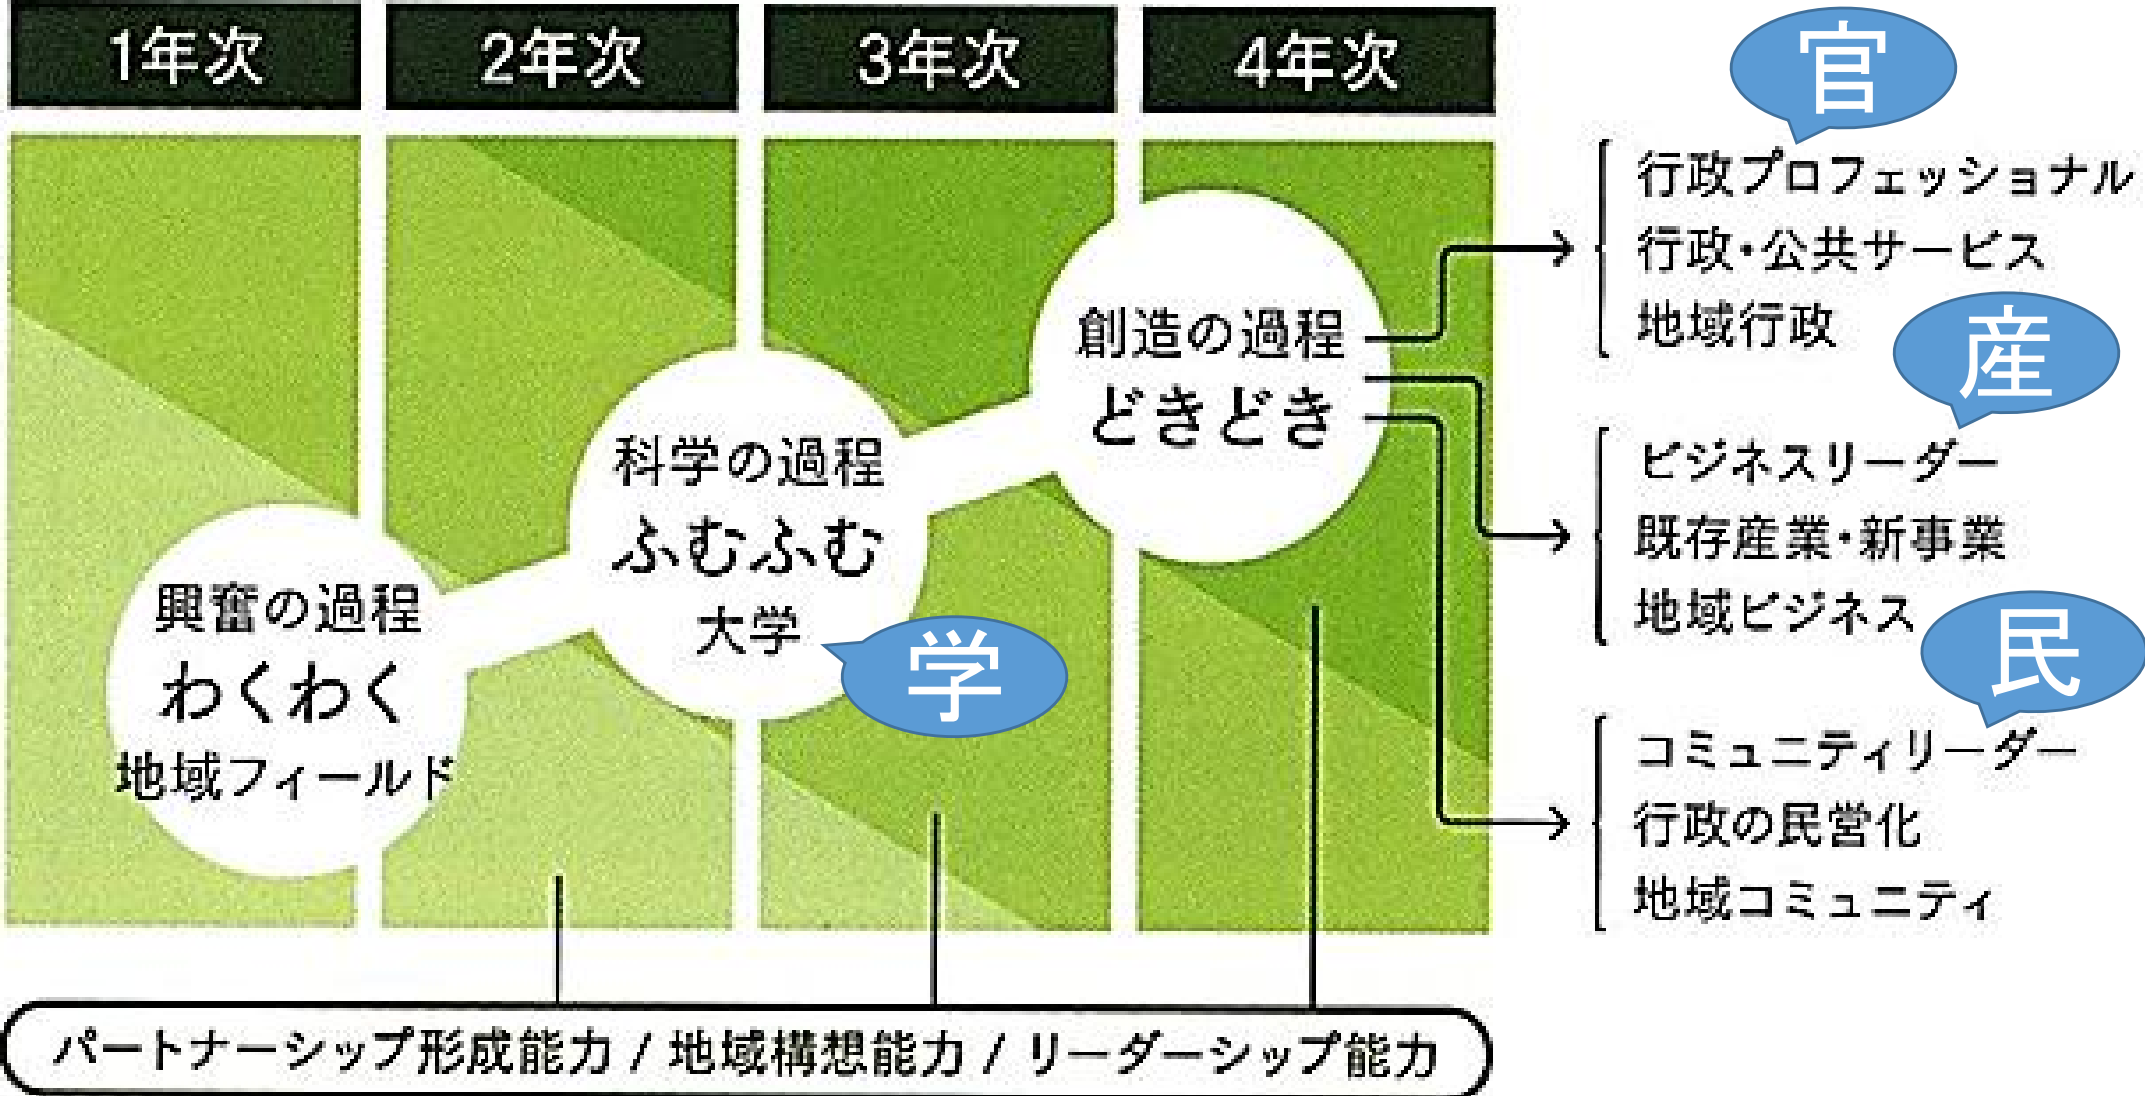 1年次
2年次
3年次
4年次
興奮の過程
わくわく
地域フィールド
科学の過程
ふむふむ
大学
学
創造の過程
どきどき
官
行政プロフェッショナル
行政・公共サービス
地域行政
産
ビジネスリーダー
既存産業・新事業
地域ビジネス
民
コミュニティリーダー
行政の民営化
地域コミュニティ
パートナーシップ形成能力 / 地域構想能力 / リーダーシップ能力